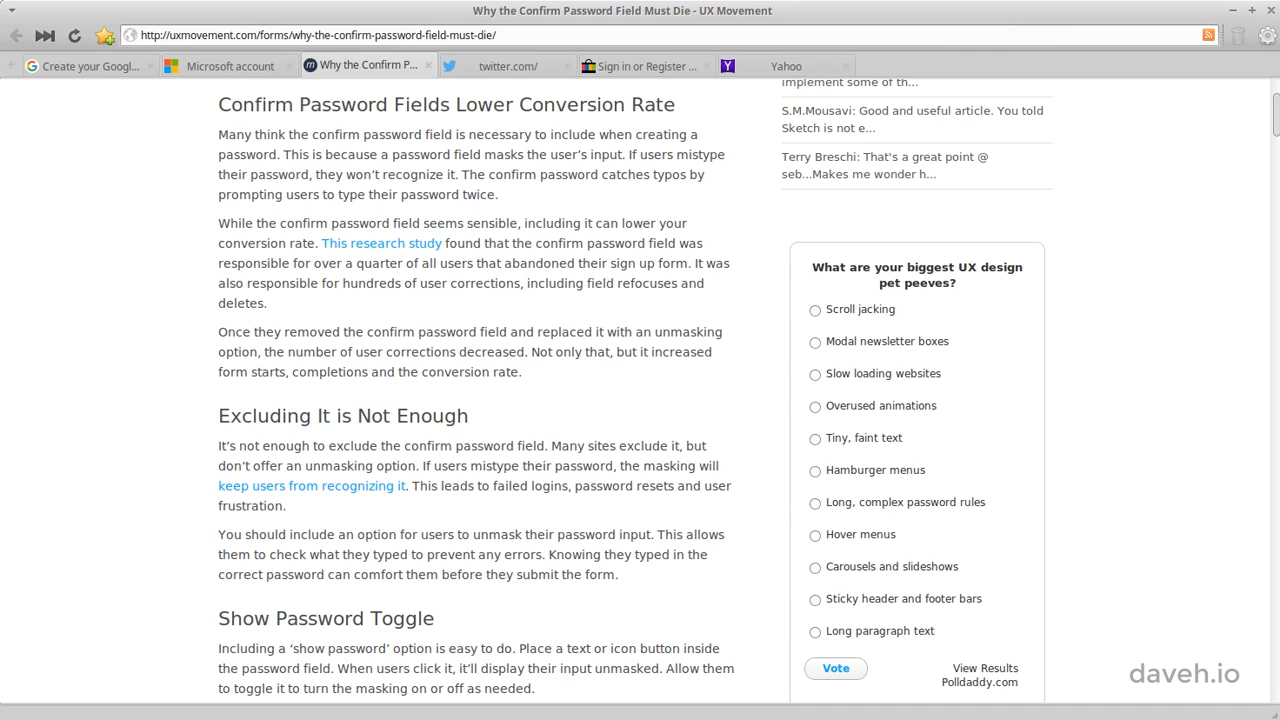 Why the Confirm Password Field Must Die - UX Movement
http://uxmovement.com/forms/why-the-confirm-password-field-must-die/
Create your Googl...
Microsoft account
Why the Confirm P...
twitter.com/
Sign in or Register ...
Yahoo
Confirm Password Fields Lower Conversion Rate
Many think the confirm password field is necessary to include when creating a
password. This is because a password field masks the user’s input. If users mistype
their password, they won’t recognize it. The confirm password catches typos by
prompting users to type their password twice.
While the confirm password field seems sensible, including it can lower your
conversion rate. This research study found that the confirm password field was
responsible for over a quarter of all users that abandoned their sign up form. It was
also responsible for hundreds of user corrections, including field refocuses and
deletes.
Once they removed the confirm password field and replaced it with an unmasking
option, the number of user corrections decreased. Not only that, but it increased
form starts, completions and the conversion rate.
Excluding It is Not Enough
It’s not enough to exclude the confirm password field. Many sites exclude it, but
don’t offer an unmasking option. If users mistype their password, the masking will
keep users from recognizing it. This leads to failed logins, password resets and user
frustration.
You should include an option for users to unmask their password input. This allows
them to check what they typed to prevent any errors. Knowing they typed in the
correct password can comfort them before they submit the form.
Show Password Toggle
Including a ‘show password’ option is easy to do. Place a text or icon button inside
the password field. When users click it, it’ll display their input unmasked. Allow them
to toggle it to turn the masking on or off as needed.
implement some of th...
S.M.Mousavi: Good and useful article. You told
Sketch is not e...
Terry Breschi: That's a great point @
seb...Makes me wonder h...
What are your biggest UX design
pet peeves?
Scroll jacking
Modal newsletter boxes
Slow loading websites
Overused animations
Tiny, faint text
Hamburger menus
Long, complex password rules
Hover menus
Carousels and slideshows
Sticky header and footer bars
Long paragraph text
Vote
View Results
Polldaddy.com
daveh.io